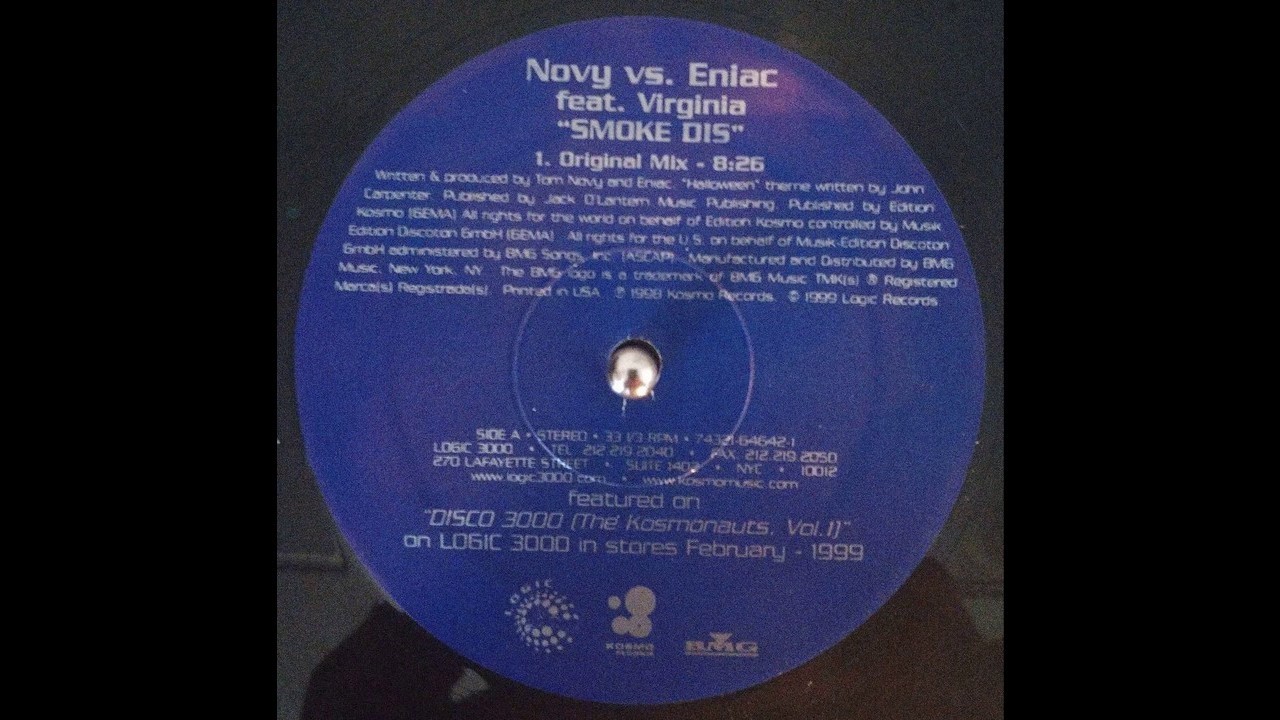 Novy vs. Eniac
feat. Virginia
"SMOKE DIS"
1. Original Mix - 8:26
Written & produced by Tom Novy and Eniac. "Halloween" theme written by John
Carpenter. Published by Jack O'Lantern Music Publishing. Published by Edition
Kosmo (GEMA) All rights for the world on behalf of Edition Kosmo controlled by Musik
Edition Discoton GmbH (GEMA). All rights for the U.S. on behalf of Musik-Edition Discoton
GmbH administered by BMG Songs, Inc. (ASCAP). Manufactured and Distributed by BMG
Music, New York, NY. The BMG logo is a trademark of BMG Music TMK(s) ® Registered
Marca(s) Registrada(s). Printed in USA. ℗ 1998 Kosmo Records. © 1999 Logic Records
SIDE A • STEREO • 33 1/3 RPM • 74321-64642-1
LOGIC 3000 • TEL. 212.219.2040 • FAX. 212.219.2050
270 LAFAYETTE STREET • SUITE 1402 • NYC • 10012
www.logic3000.com • www.kosmomusic.com
featured on
"DISCO 3000 (The Kosmonauts, Vol.1)"
on LOGIC 3000 in stores February - 1999
LOGIC
KOSMO
RECORDS
BMG